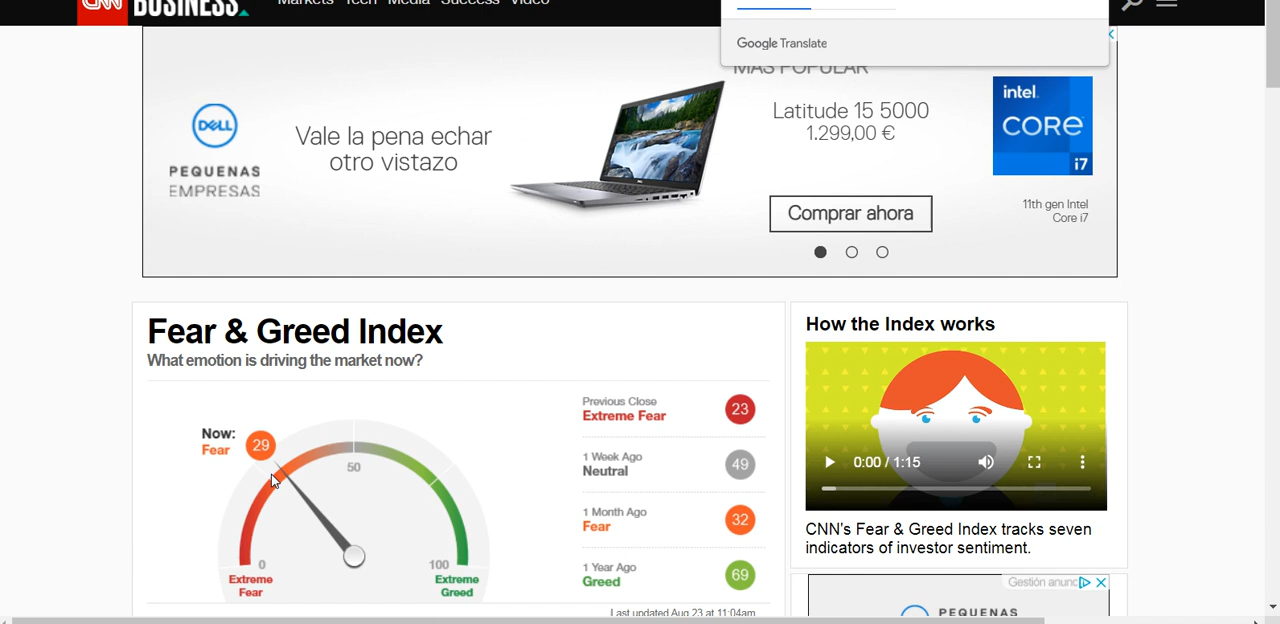 CNN BUSINESS
Markets Tech Media Success Video
Google Translate
MÁS POPULAR
DELL
PEQUENAS
EMPRESAS
Vale la pena echar
otro vistazo
Latitude 15 5000
1.299,00 €
Comprar ahora
intel.
CORE
i7
11th gen Intel
Core i7
Fear & Greed Index
What emotion is driving the market now?
Now:
Fear
29
50
0
100
Extreme
Fear
Extreme
Greed
Previous Close
Extreme Fear
23
1 Week Ago
Neutral
49
1 Month Ago
Fear
32
1 Year Ago
Greed
69
Last updated Aug 23 at 11:04am
How the Index works
0:00 / 1:15
CNN's Fear & Greed Index tracks seven
indicators of investor sentiment.
Gestión anunc
PEQUENAS